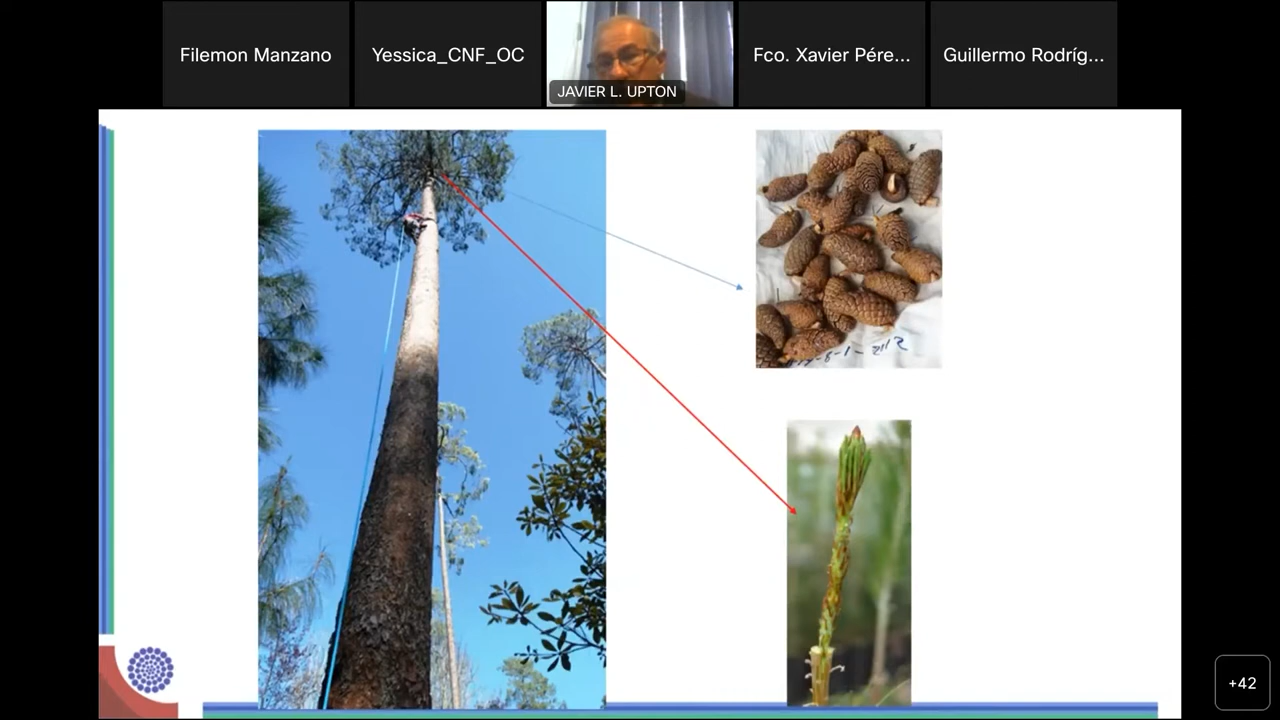 Filemon Manzano
Yessica_CNF_OC
JAVIER L. UPTON
Fco. Xavier Pére...
Guillermo Rodríg...
+42